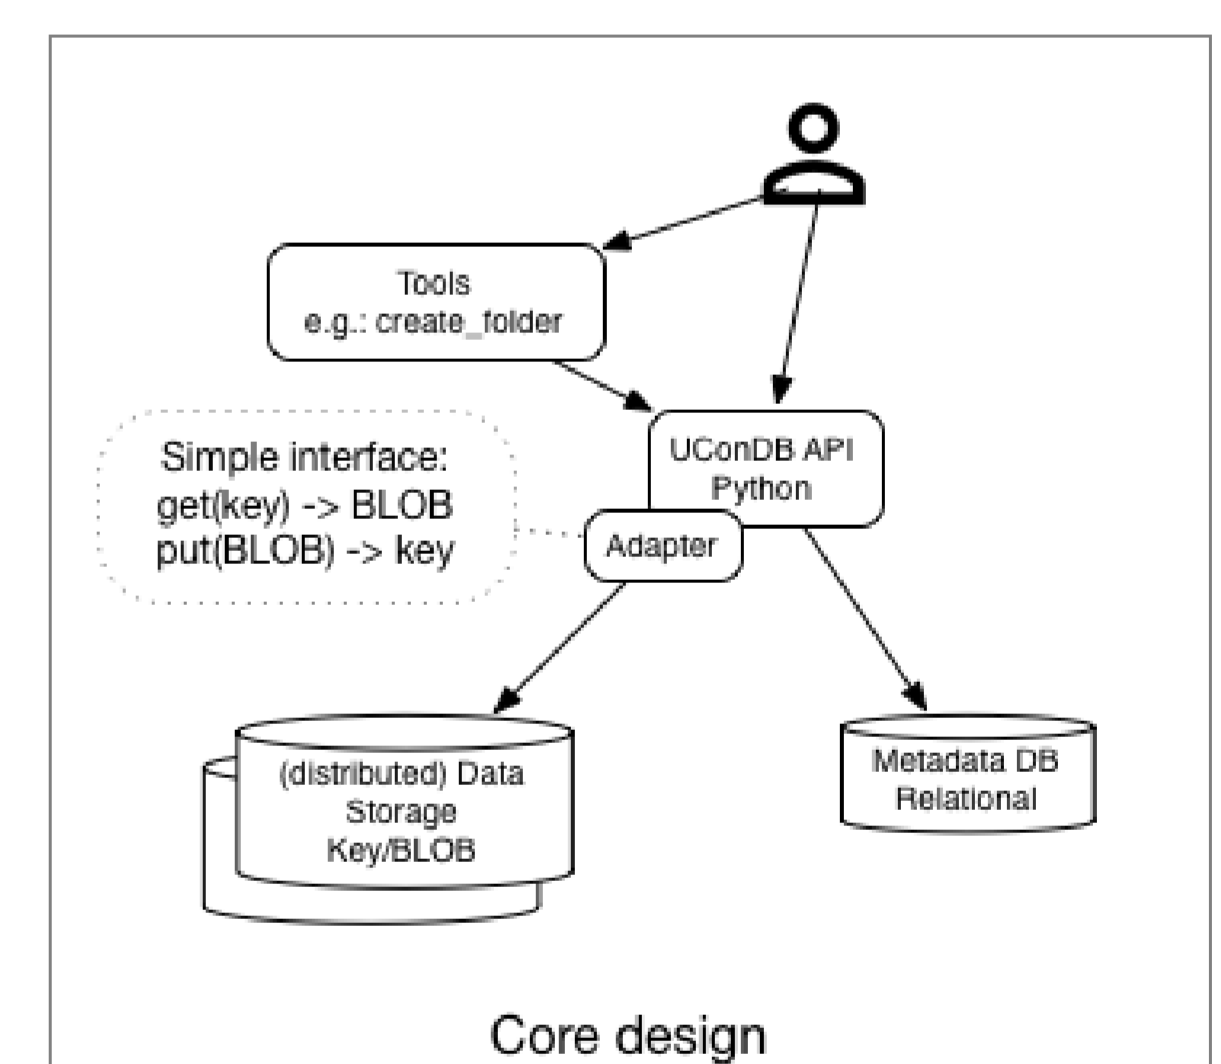 Tools
e.g.: create_folder
UConDB API
Python
Simple interface:
get(key) -> BLOB
put(BLOB) -> key
Adapter
(distributed) Data
Storage
Key/BLOB
Metadata DB
Relational
Core design